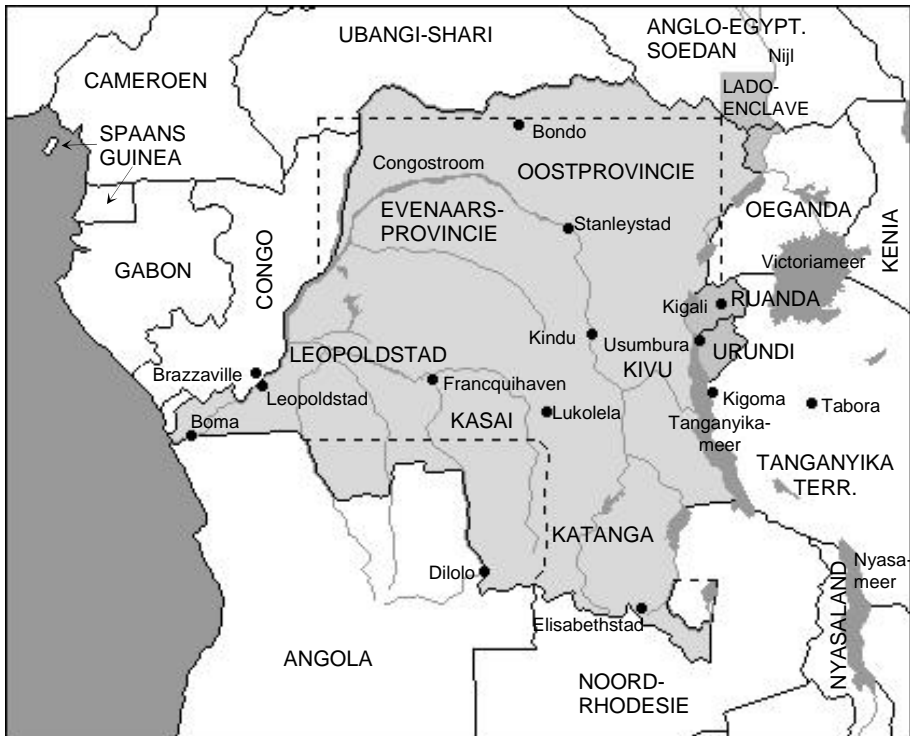 UBANGI-SHARI
ANGLO-EGYPT.
SOEDAN
Nijl
CAMEROEN
LADO-
ENCLAVE
SPAANS
GUINEA
Bondo
Congostroom
OOSTPROVINCIE
EVENAARS-
PROVINCIE
Stanleystad
OEGANDA
KENIA
GABON
CONGO
Victoriameer
Kigali
RUANDA
Kindu
Usumbura
URUNDI
LEOPOLDSTAD
KIVU
Brazzaville
Leopoldstad
Francquihaven
Kigoma
Boma
KASAI
Lukolela
Tabora
Tanganyika-
meer
TANGANYIKA
TERR.
KATANGA
Dilolo
Nyasa-
meer
NYASALAND
Elisabethstad
ANGOLA
NOORD-
RHODESIE